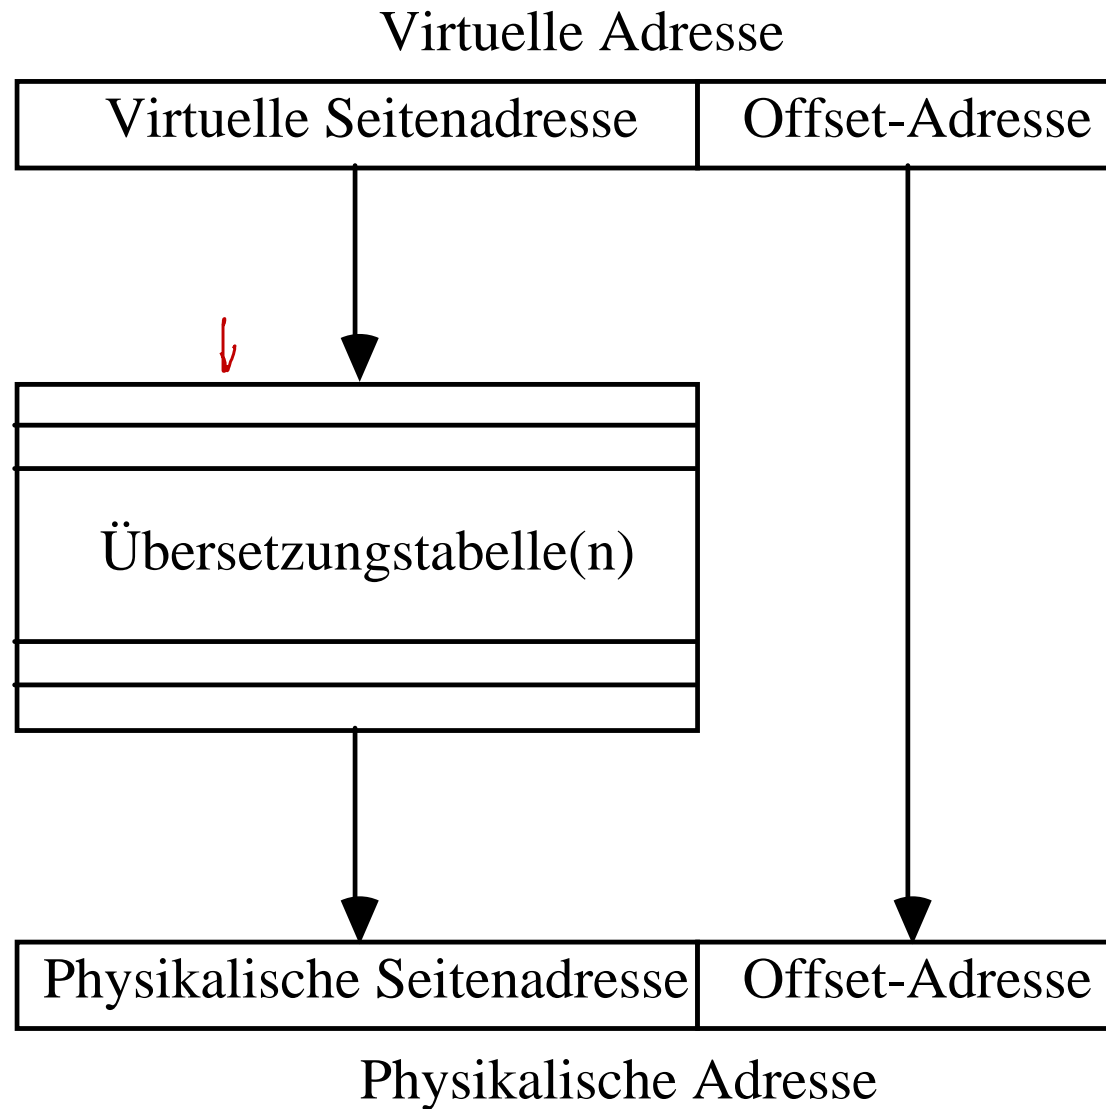 Virtuelle Adresse
Virtuelle Seitenadresse Offset-Adresse
Übersetzungstabelle(n)
Physikalische Seitenadresse Offset-Adresse
Physikalische Adresse